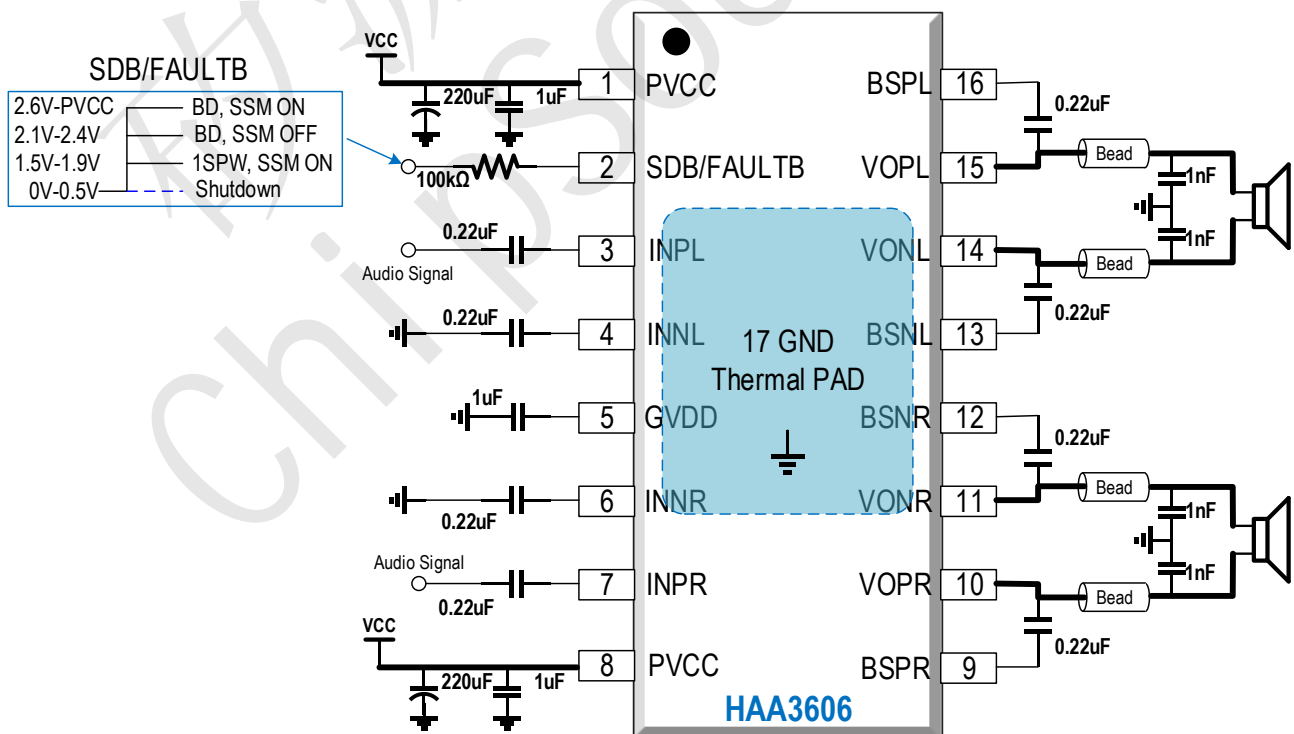 SDB/FAULTB
2.6V-PVCC BD, SSM ON
2.1V-2.4V BD, SSM OFF
1.5V-1.9V 1SPW, SSM ON
0V-0.5V Shutdown
VCC
220uF 1uF
100kΩ
0.22uF
Audio Signal
0.22uF
1uF
0.22uF
Audio Signal
0.22uF
VCC
220uF 1uF
1 PVCC
2 SDB/FAULTB
3 INPL
4 INNL
5 GVDD
6 INNR
7 INPR
8 PVCC
17 GND
Thermal PAD
BSPL 16
VOPL 15
VONL 14
BSNL 13
BSNR 12
VONR 11
VOPR 10
BSPR 9
HAA3606
0.22uF
Bead
1nF
1nF
Bead
0.22uF
0.22uF
Bead
1nF
1nF
Bead
0.22uF
ChipSou